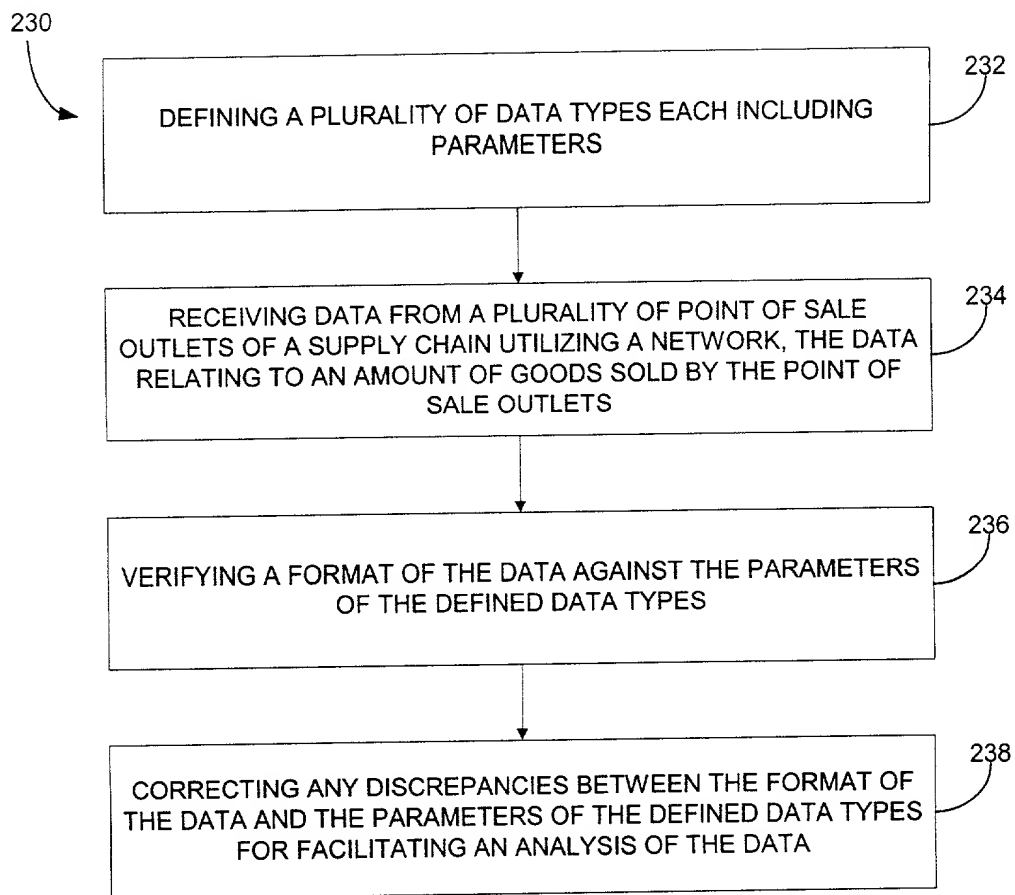 230
232
DEFINING A PLURALITY OF DATA TYPES EACH INCLUDING
PARAMETERS
234
RECEIVING DATA FROM A PLURALITY OF POINT OF SALE
OUTLETS OF A SUPPLY CHAIN UTILIZING A NETWORK, THE DATA
RELATING TO AN AMOUNT OF GOODS SOLD BY THE POINT OF
SALE OUTLETS
236
VERIFYING A FORMAT OF THE DATA AGAINST THE PARAMETERS
OF THE DEFINED DATA TYPES
238
CORRECTING ANY DISCREPANCIES BETWEEN THE FORMAT OF
THE DATA AND THE PARAMETERS OF THE DEFINED DATA TYPES
FOR FACILITATING AN ANALYSIS OF THE DATA